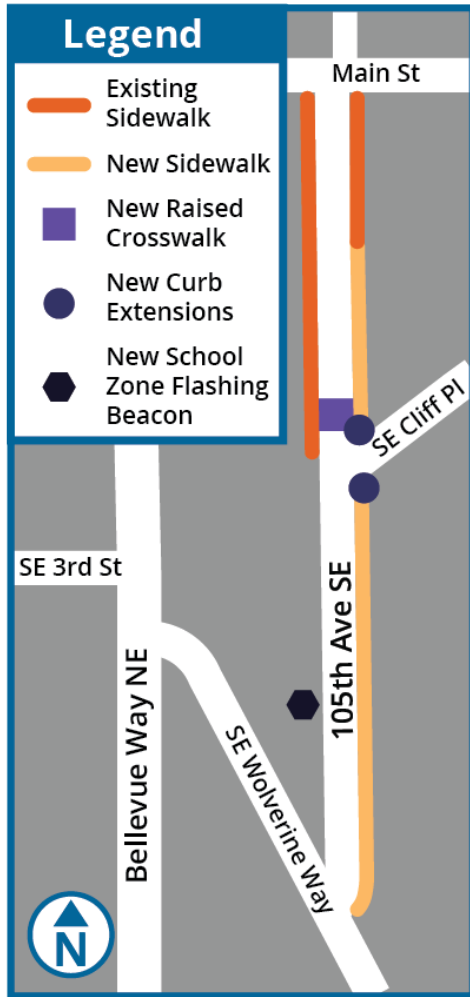 Legend
Existing
Sidewalk
New Sidewalk
New Raised
Crosswalk
New Curb
Extensions
New School
Zone Flashing
Beacon
Main St
SE Cliff Pl
SE 3rd St
105th Ave SE
Bellevue Way NE
SE Wolverine Way
N